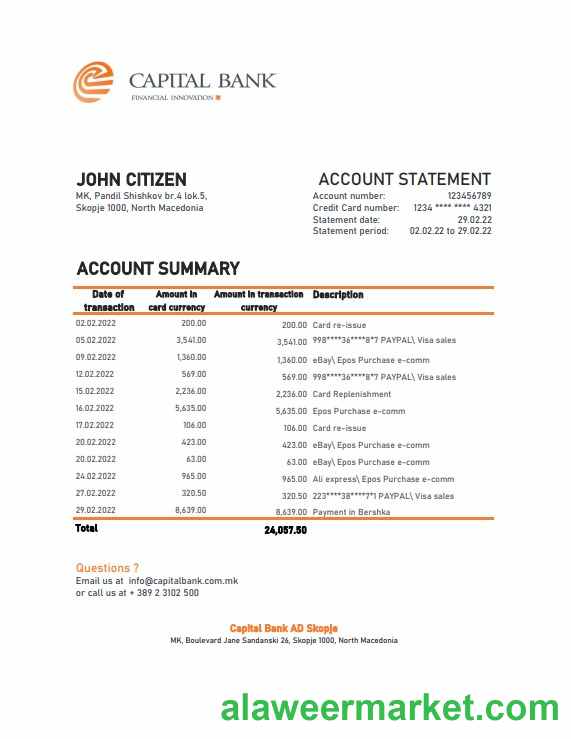 CAPITAL BANK
FINANCIAL INNOVATION
JOHN CITIZEN
MK, Pandil Shishkov br.4 lok.5,
Skopje 1000, North Macedonia
ACCOUNT STATEMENT
Account number: 123456789
Credit Card number: 1234 **** **** 4321
Statement date: 29.02.22
Statement period: 02.02.22 to 29.02.22
ACCOUNT SUMMARY
Date of transaction Amount in card currency Amount in transaction currency Description
02.02.2022 200.00 200.00 Card re-issue
05.02.2022 3,541.00 3,541.00 998****36****8*7 PAYPAL\ Visa sales
09.02.2022 1,360.00 1,360.00 eBay\ Epos Purchase e-comm
12.02.2022 569.00 569.00 998****36****8*7 PAYPAL\ Visa sales
15.02.2022 2,236.00 2,236.00 Card Replenishment
16.02.2022 5,635.00 5,635.00 Epos Purchase e-comm
17.02.2022 106.00 106.00 Card re-issue
20.02.2022 423.00 423.00 eBay\ Epos Purchase e-comm
20.02.2022 63.00 63.00 eBay\ Epos Purchase e-comm
24.02.2022 965.00 965.00 Ali express\ Epos Purchase e-comm
27.02.2022 320.50 320.50 223****38****7*1 PAYPAL\ Visa sales
29.02.2022 8,639.00 8,639.00 Payment in Bershka
Total 24,057.50
Questions ?
Email us at info@capitalbank.com.mk
or call us at + 389 2 3102 500
Capital Bank AD Skopje
MK, Boulevard Jane Sandanski 26, Skopje 1000, North Macedonia
alaweermarket.com